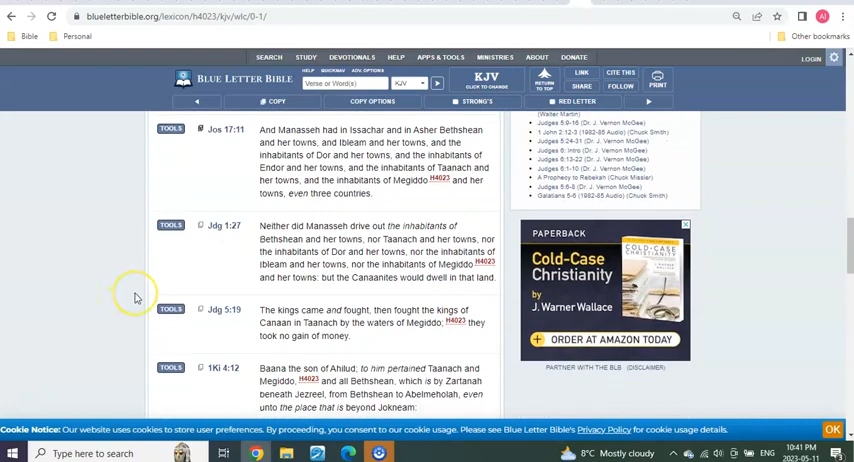 blueletterbible.org/lexicon/h4023/kjv/wlc/0-1/
Al
Bible
Personal
Other bookmarks
SEARCH STUDY DEVOTIONALS HELP APPS & TOOLS MINISTRIES ABOUT DONATE
LOGIN
BLUE LETTER BIBLE
HELP QUICKNAV ADV. OPTIONS
Verse or Word(s)
KJV
KJV
CLICK TO CHANGE
RETURN
TO TOP
LINK
SHARE
CITE THIS
FOLLOW
PRINT
COPY
COPY OPTIONS
STRONG'S
RED LETTER
TOOLS
Jos 17:11
And Manasseh had in Issachar and in Asher Bethshean
and her towns, and Ibleam and her towns, and the
inhabitants of Dor and her towns, and the inhabitants of
Endor and her towns, and the inhabitants of Taanach and
her towns, and the inhabitants of Megiddo H4023 and her
towns, even three countries.
TOOLS
Jdg 1:27
Neither did Manasseh drive out the inhabitants of
Bethshean and her towns, nor Taanach and her towns, nor
the inhabitants of Dor and her towns, nor the inhabitants of
Ibleam and her towns, nor the inhabitants of Megiddo H4023
and her towns: but the Canaanites would dwell in that land.
TOOLS
Jdg 5:19
The kings came and fought, then fought the kings of
Canaan in Taanach by the waters of Megiddo; H4023 they
took no gain of money.
TOOLS
1Ki 4:12
Baana the son of Ahilud; to him pertained Taanach and
Megiddo, H4023 and all Bethshean, which is by Zartanah
beneath Jezreel, from Bethshean to Abelmeholah, even
unto the place that is beyond Jokneam:
(Walter Martin)
Judges 5:9-16 (Dr. J. Vernon McGee)
1 John 2:12-3 (1982-85 Audio) (Chuck Smith)
Judges 5:24-31 (Dr. J. Vernon McGee)
Judges 6: Intro (Dr. J. Vernon McGee)
Judges 6:13-22 (Dr. J. Vernon McGee)
Judges 6:1-10 (Dr. J. Vernon McGee)
A Prophecy to Rebekah (Chuck Missler)
Judges 5:6-8 (Dr. J. Vernon McGee)
Galatians 5-6 (1982-85 Audio) (Chuck Smith)
PAPERBACK
Cold-Case
Christianity
by
J. Warner Wallace
COLD-CASE
CHRISTIANITY
ORDER AT AMAZON TODAY
PARTNER WITH THE BLB (DISCLAIMER)
Cookie Notice: Our website uses cookies to store user preferences. By proceeding, you consent to our cookie usage. Please see Blue Letter Bible's Privacy Policy for cookie usage details.
OK
Type here to search
8°C Mostly cloudy
ENG
10:41 PM
2023-05-11
3